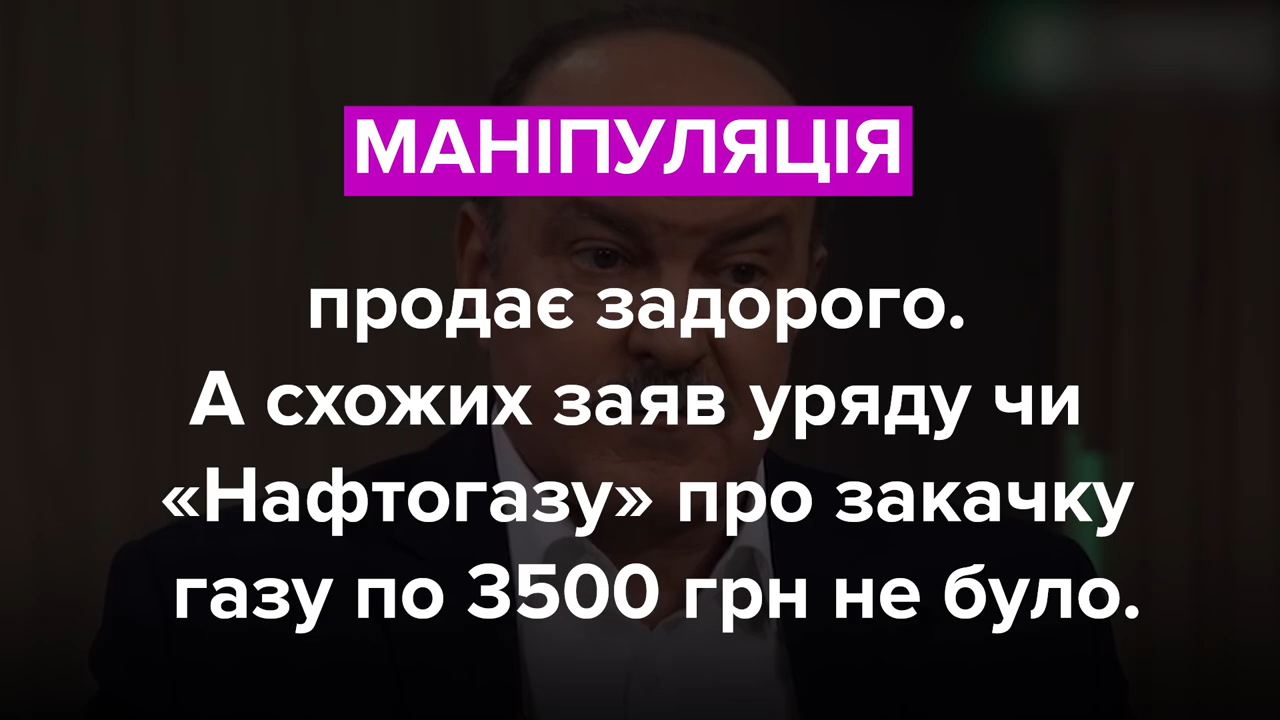 МАНІПУЛЯЦІЯ
продає задорого.
А схожих заяв уряду чи
«Нафтогазу» про закачку
газу по 3500 грн не було.